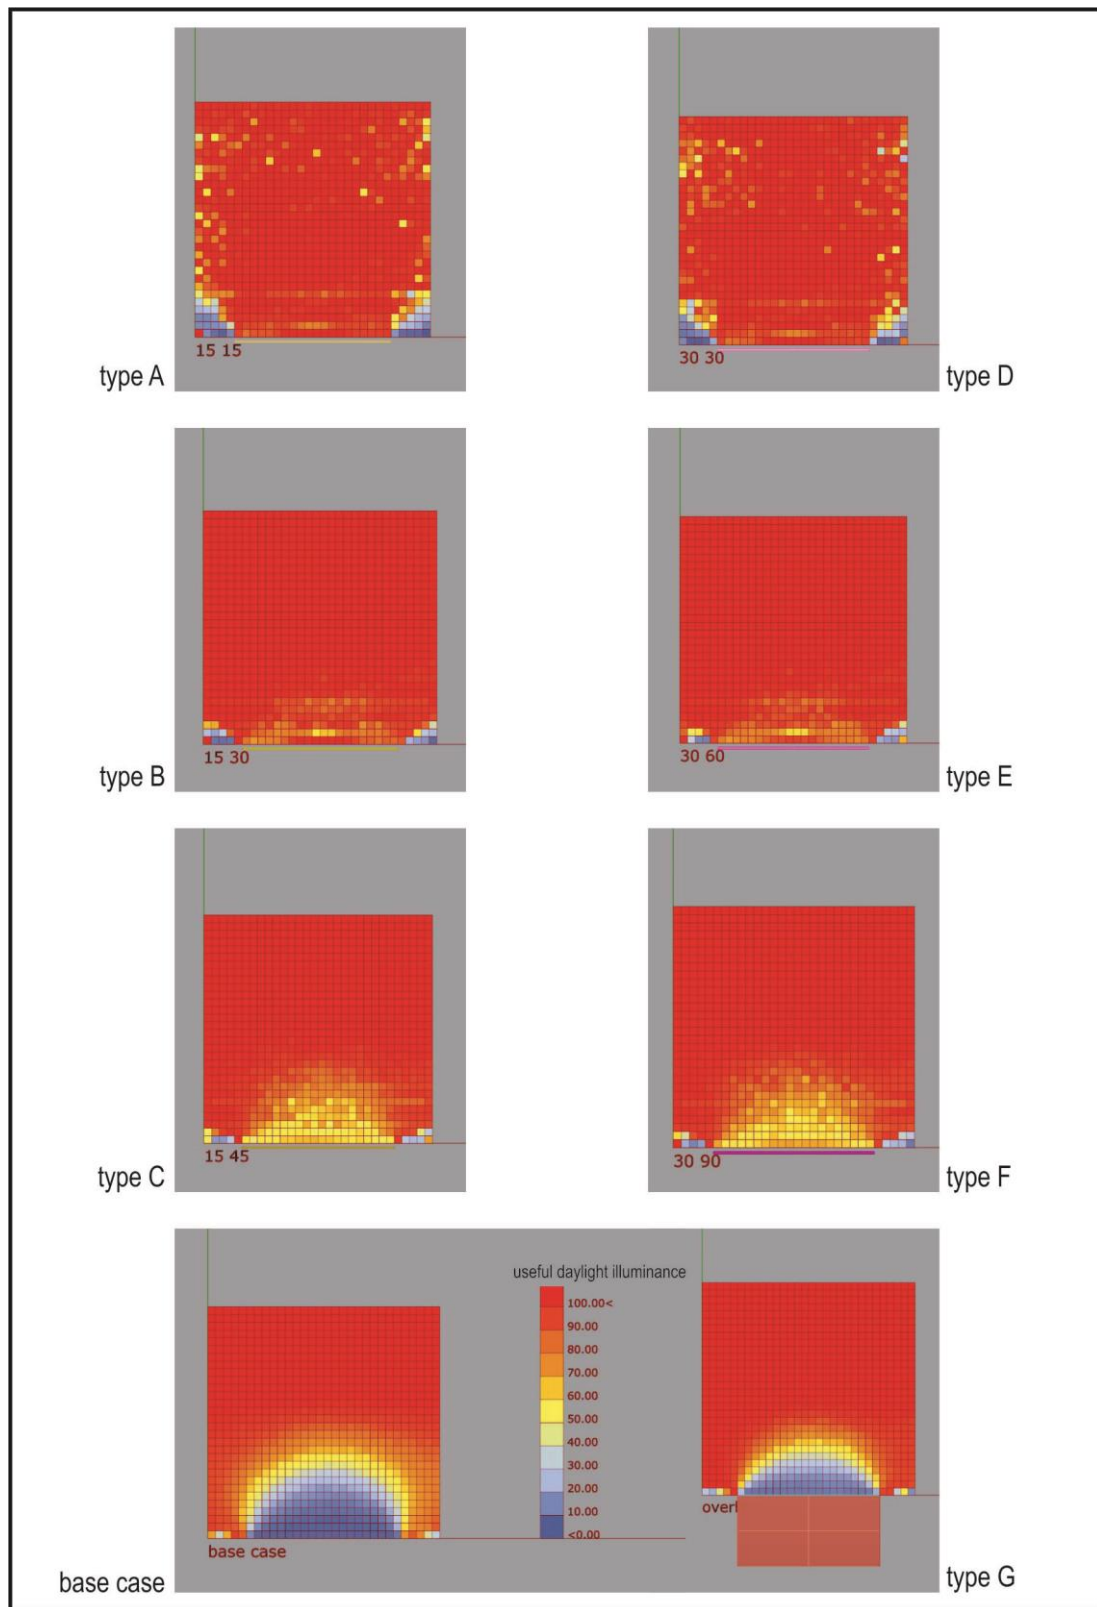 15 15
type A
30 30
type D
15 30
type B
30 60
type E
15 45
type C
30 90
type F
useful daylight illuminance
100.00<
90.00
80.00
70.00
60.00
50.00
40.00
30.00
20.00
10.00
<0.00
base case
base case
overh
type G